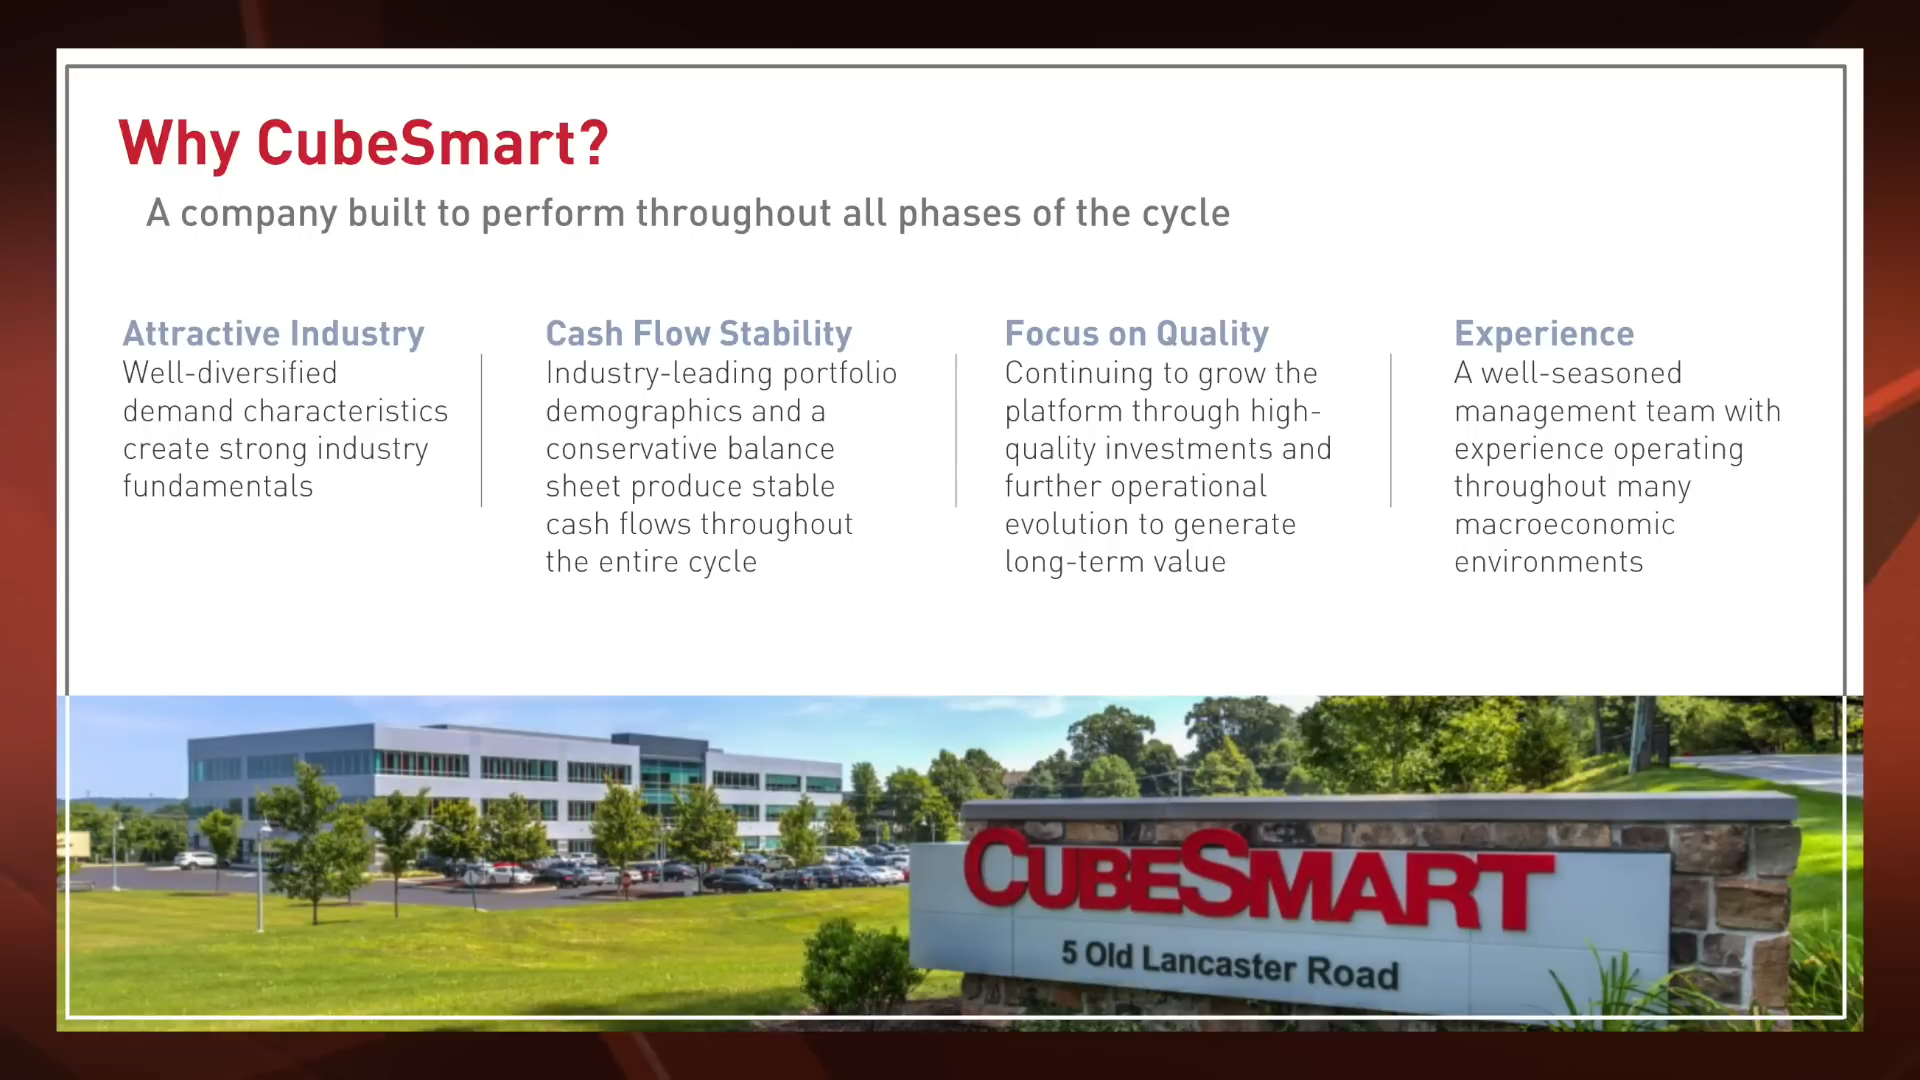 Why CubeSmart?
A company built to perform throughout all phases of the cycle
Attractive Industry
Well-diversified
demand characteristics
create strong industry
fundamentals
Cash Flow Stability
Industry-leading portfolio
demographics and a
conservative balance
sheet produce stable
cash flows throughout
the entire cycle
Focus on Quality
Continuing to grow the
platform through high-
quality investments and
further operational
evolution to generate
long-term value
Experience
A well-seasoned
management team with
experience operating
throughout many
macroeconomic
environments
CUBESMART
5 Old Lancaster Road